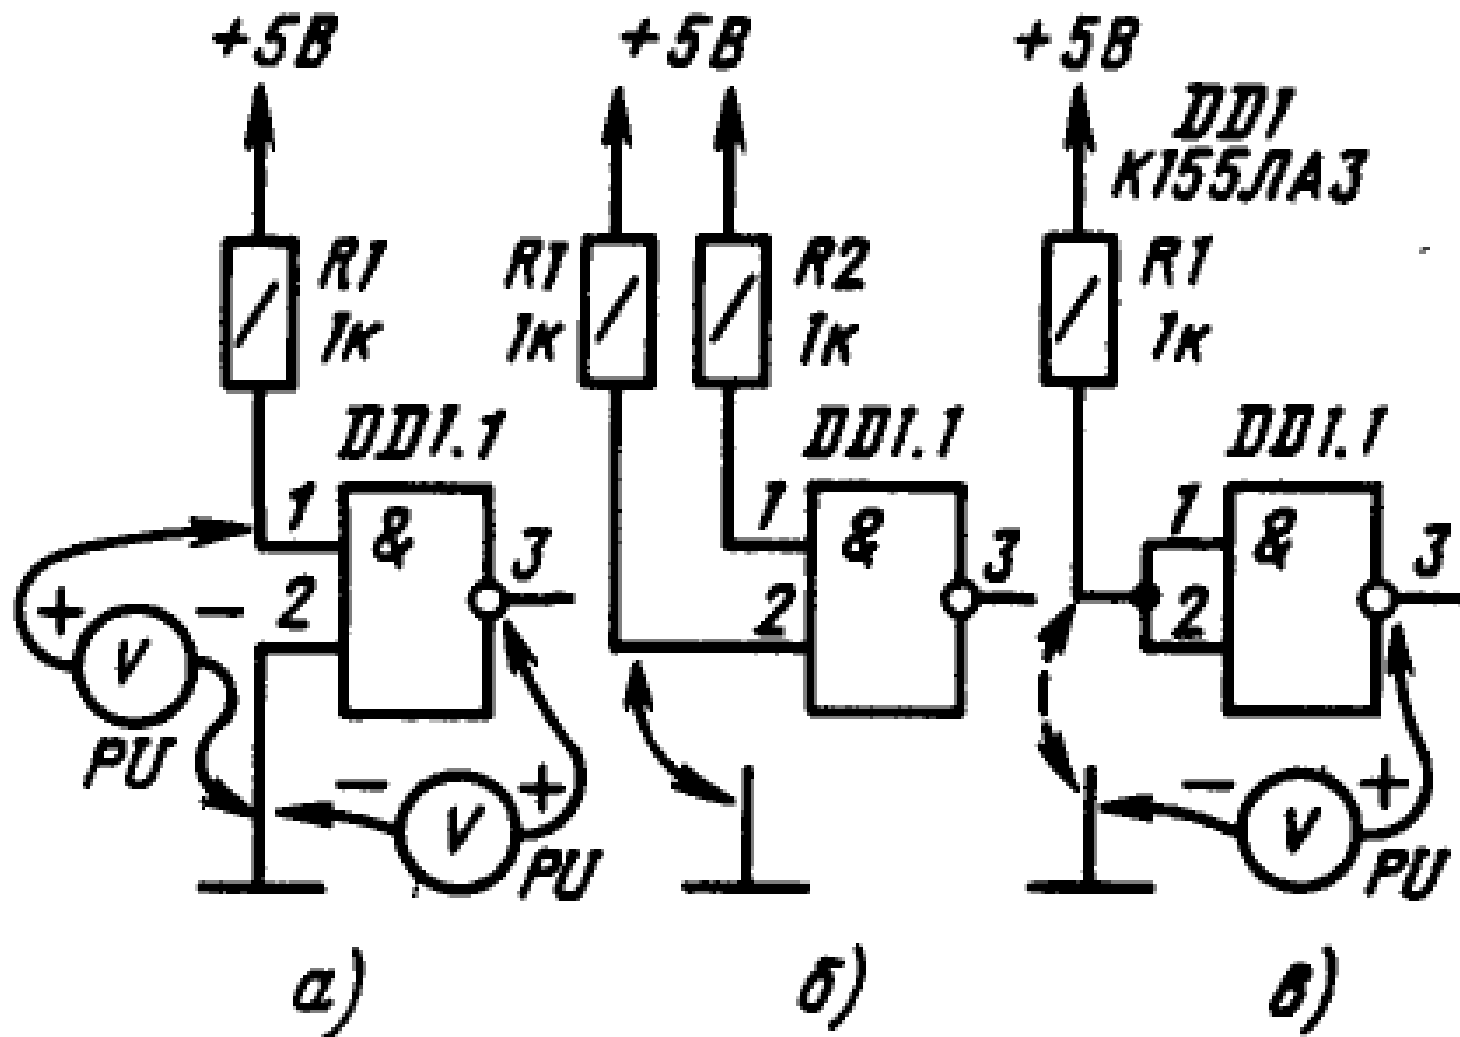 +5В +5В +5В
DD1
К155ЛА3
R1 R1 R2 R1
1к 1к 1к 1к
DD1.1 DD1.1 DD1.1
1 & 1 & 1 &
3 3 3
2 2 2
+ −
V
PU
− +
V
PU
− +
V
PU
а) б) в)